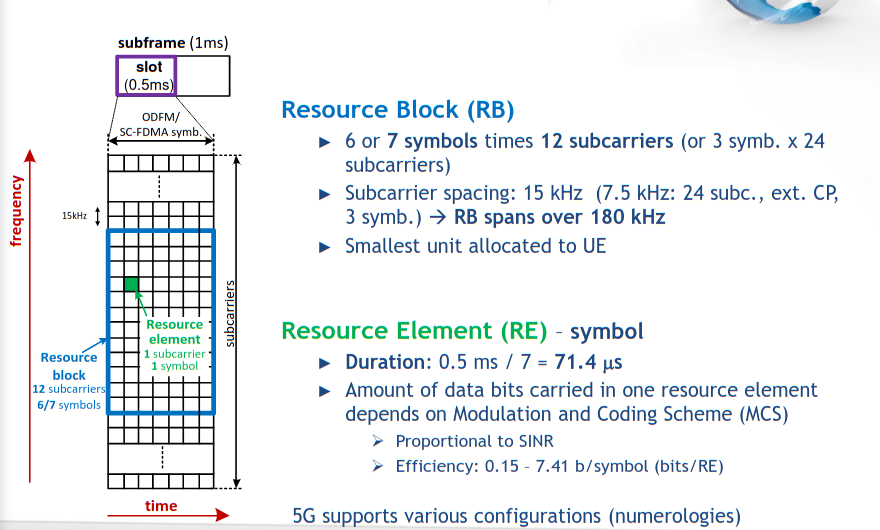 subframe (1ms)
slot
(0.5ms)
ODFM/
SC-FDMA symb.
frequency
15kHz
subcarriers
Resource
element
1 subcarrier
1 symbol
Resource
block
12 subcarriers
6/7 symbols
time
Resource Block (RB)
► 6 or 7 symbols times 12 subcarriers (or 3 symb. x 24
subcarriers)
► Subcarrier spacing: 15 kHz (7.5 kHz: 24 subc., ext. CP,
3 symb.) → RB spans over 180 kHz
► Smallest unit allocated to UE
Resource Element (RE) – symbol
► Duration: 0.5 ms / 7 = 71.4 μs
► Amount of data bits carried in one resource element
depends on Modulation and Coding Scheme (MCS)
➢ Proportional to SINR
➢ Efficiency: 0.15 – 7.41 b/symbol (bits/RE)
5G supports various configurations (numerologies)